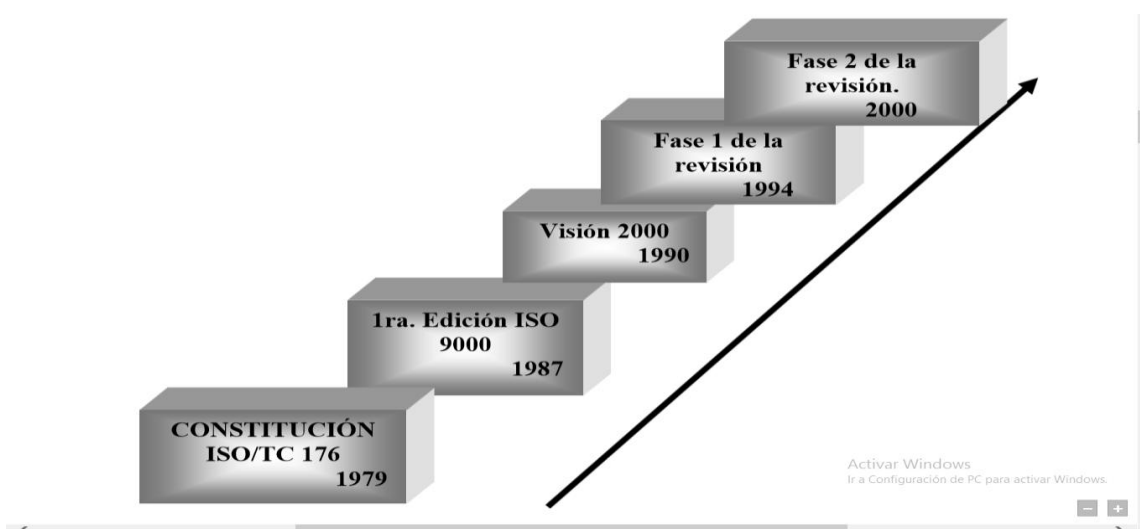 Fase 2 de la
revisión.
2000
Fase 1 de la
revisión
1994
Visión 2000
1990
1ra. Edición ISO
9000
1987
CONSTITUCIÓN
ISO/TC 176
1979
Activar Windows
Ir a Configuración de PC para activar Windows.